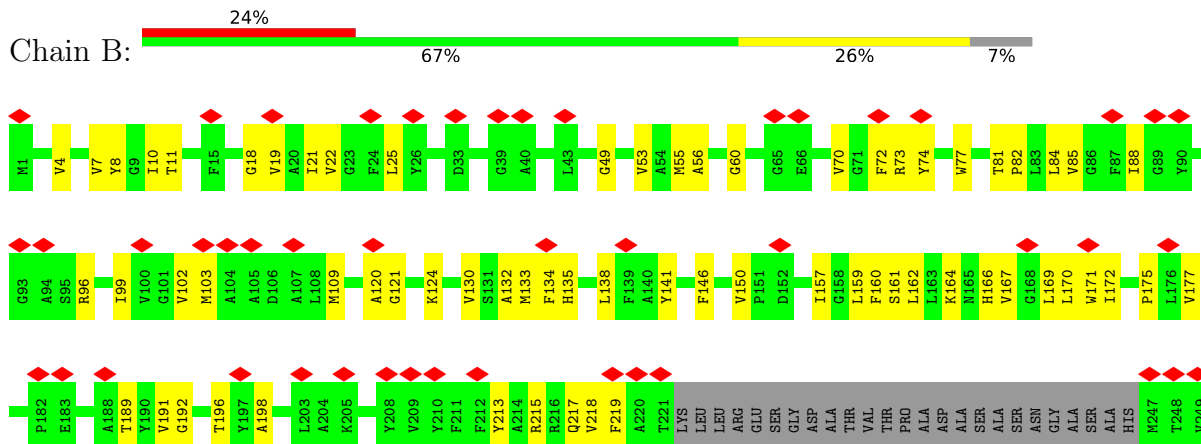 24%
Chain B:
67% 26% 7%
M1 V4 V7 Y8 G9 I10 T11 F15 G18 V19 A20 I21 V22 G23 F24 L25 Y26 D33 G39 A40 L43 G49 V53 A54 M55 A56 G60 G65 E66 V70 G71 F72 R73 Y74 W77 T81 P82 L83 L84 V85 G86 F87 I88 G89 Y90
G93 A94 S95 R96 I99 V100 G101 V102 M103 A104 A105 D106 A107 L108 M109 A120 G121 K124 V130 S131 A132 M133 F134 H135 L138 F139 A140 Y141 F146 V150 P151 D152 I157 G158 L159 F160 S161 L162 L163 K164 N165 H166 V167 G168 L169 L170 W171 I172 P175 L176 V177
P182 E183 A188 T189 Y190 V191 G192 T196 Y197 A198 L203 A204 K205 Y208 V209 Y210 F211 F212 Y213 A214 R215 R216 Q217 V218 F219 A220 T221 LYS LEU LEU ARG GLU SER GLY ASP ALA THR VAL THR PRO ALA ASP ALA SER ALA SER ASN GLY ALA SER ALA HIS M247 T248